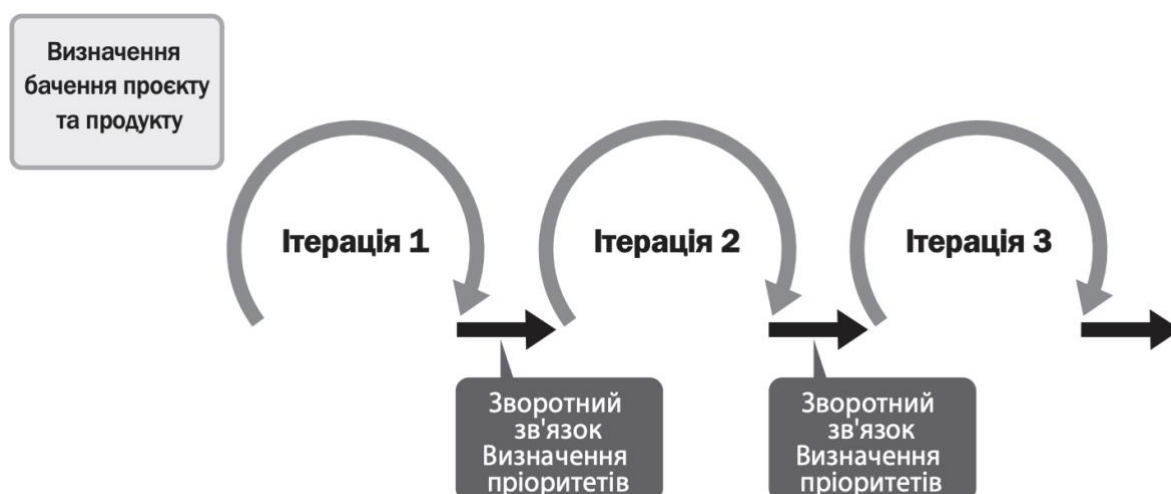 Визначення
бачення проєкту
та продукту
Ітерація 1
Ітерація 2
Ітерація 3
Зворотний
зв'язок
Визначення
пріоритетів
Зворотний
зв'язок
Визначення
пріоритетів